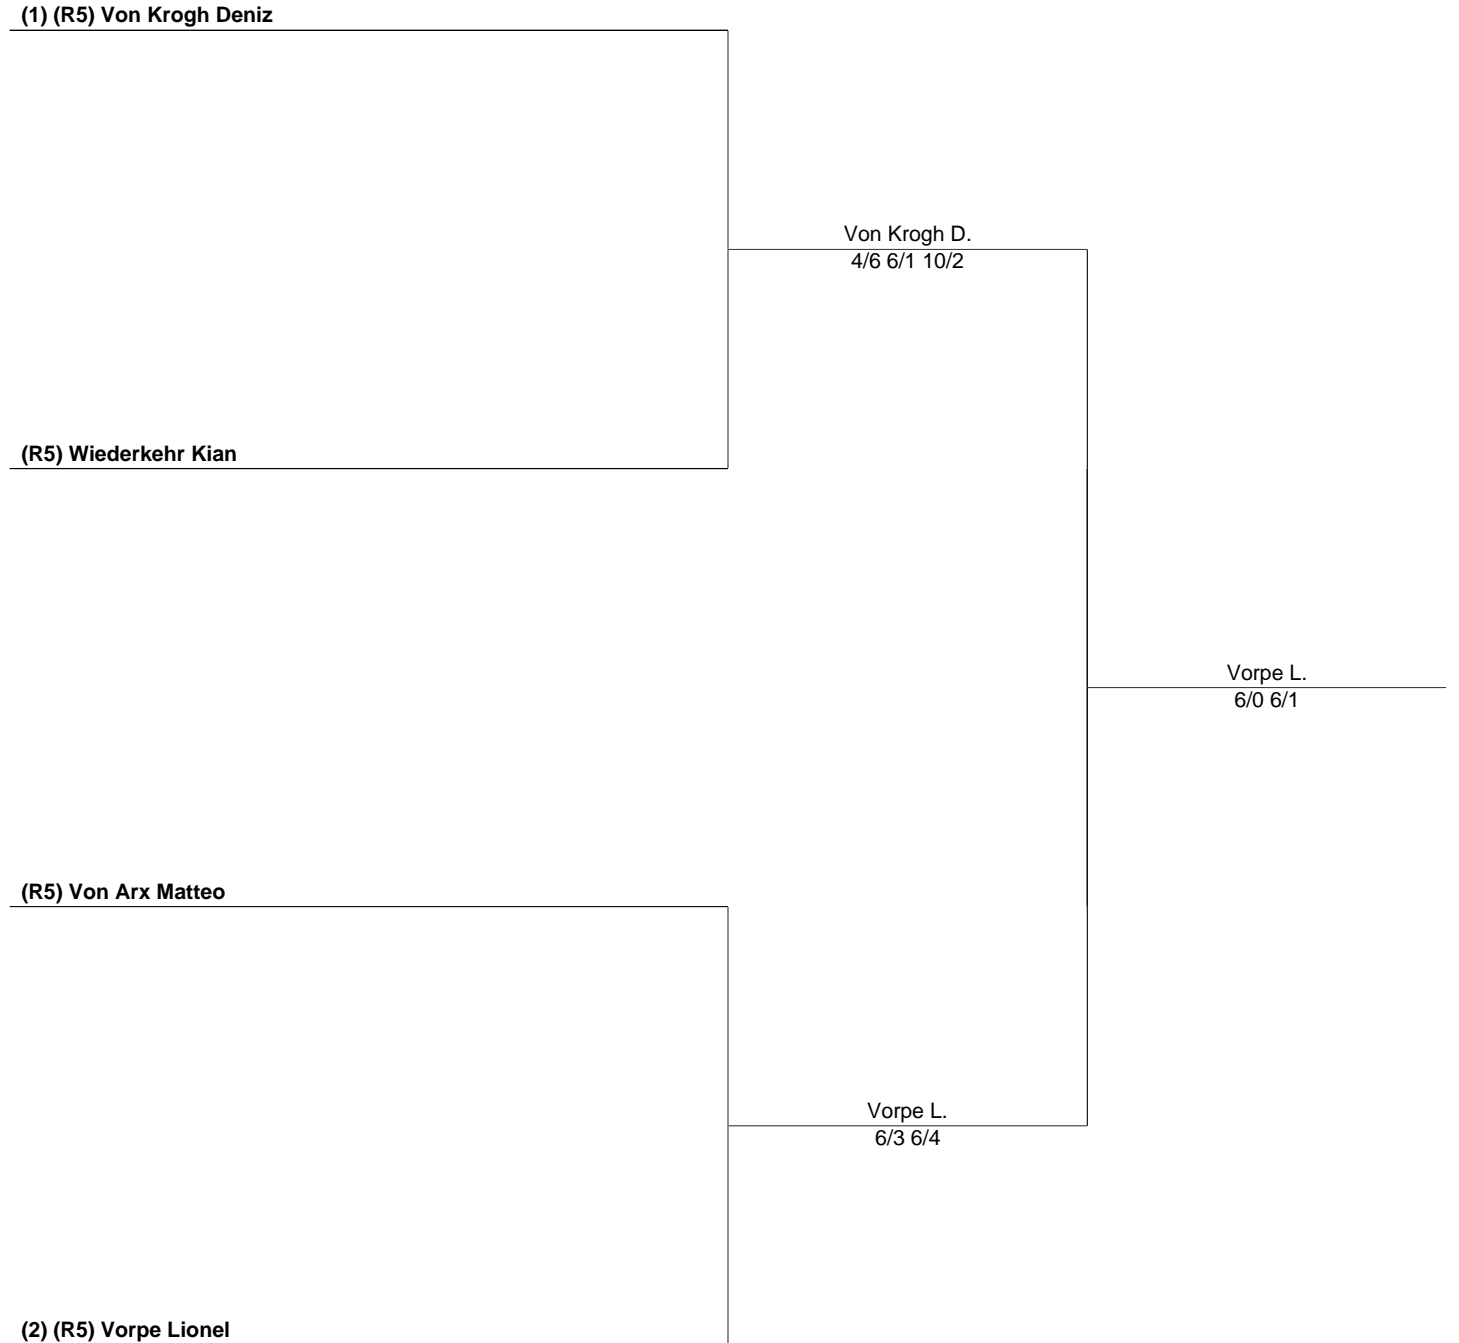 (1) (R5) Von Krogh Deniz
Von Krogh D.
4/6 6/1 10/2
(R5) Wiederkehr Kian
Vorpe L.
6/0 6/1
(R5) Von Arx Matteo
Vorpe L.
6/3 6/4
(2) (R5) Vorpe Lionel